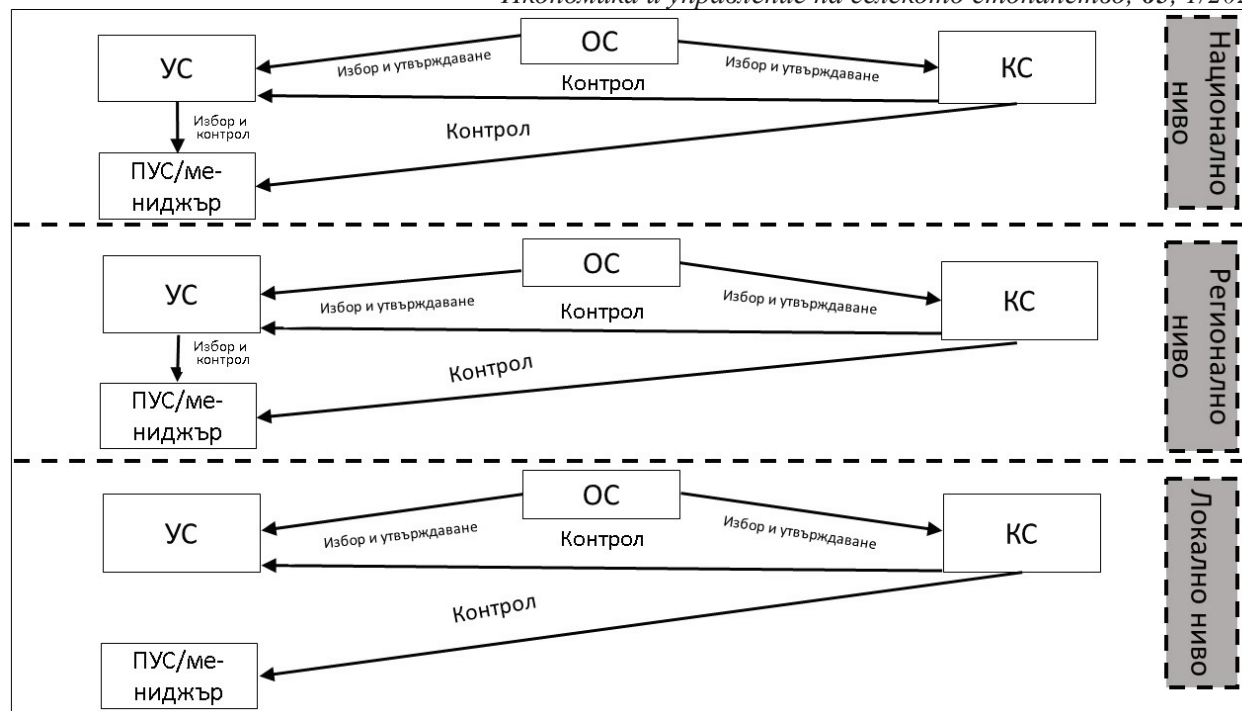 Икономика и управление на селското стопанство, 65, 1/202
ОС
УС
КС
Избор и утвърждаване
Избор и утвърждаване
Контрол
Избор и
контрол
Контрол
ПУС/ме-
ниджър
Национално
ниво
ОС
УС
КС
Избор и утвърждаване
Избор и утвърждаване
Контрол
Избор и
контрол
Контрол
ПУС/ме-
ниджър
Регионално
ниво
ОС
УС
КС
Избор и утвърждаване
Избор и утвърждаване
Контрол
Контрол
ПУС/ме-
ниджър
Локално ниво